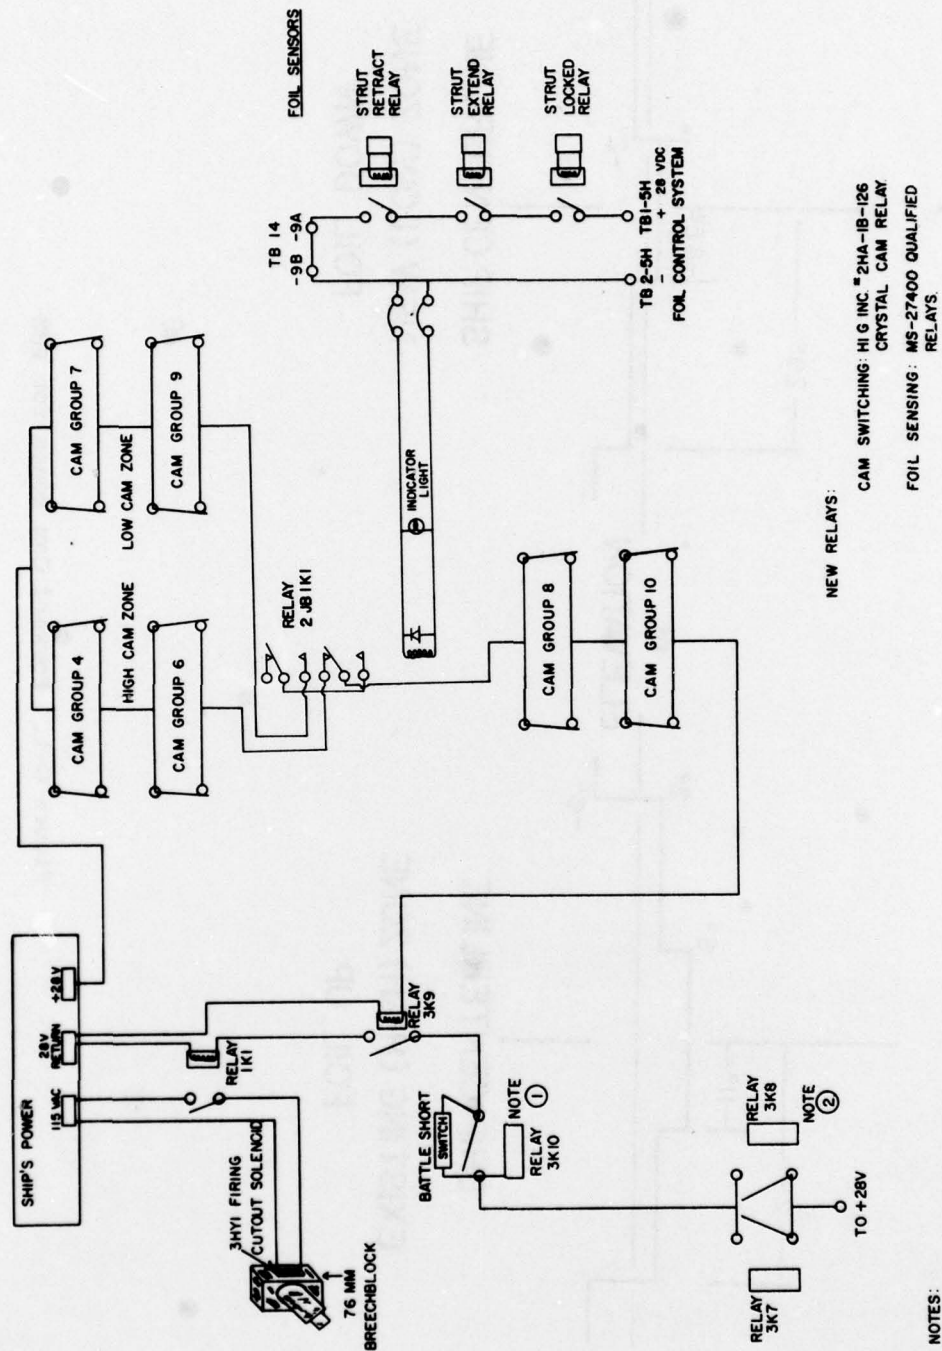 SHIP'S POWER
115 VAC
28V
RETURN
+28V
3HY1 FIRING
CUTOUT SOLENOID
76 MM
BREECHBLOCK
RELAY
1K1
RELAY
3K9
BATTLE SHORT
SWITCH
RELAY
3K10
NOTE
1
RELAY
3K7
RELAY
3K8
NOTE
2
TO +28V
CAM GROUP 4
CAM GROUP 6
HIGH CAM ZONE
LOW CAM ZONE
CAM GROUP 7
CAM GROUP 9
RELAY
2 JB1K1
CAM GROUP 8
CAM GROUP 10
INDICATOR
LIGHT
FOIL SENSORS
TB 14
-9B -9A
STRUT
RETRACT
RELAY
STRUT
EXTEND
RELAY
STRUT
LOCKED
RELAY
TB 2-5H TB1-5H
- + 28 VDC
FOIL CONTROL SYSTEM
NEW RELAYS:
CAM SWITCHING: HI G INC. #2HA-1B-126
CRYSTAL CAM RELAY.
FOIL SENSING: MS-27400 QUALIFIED
RELAYS.
NOTES: